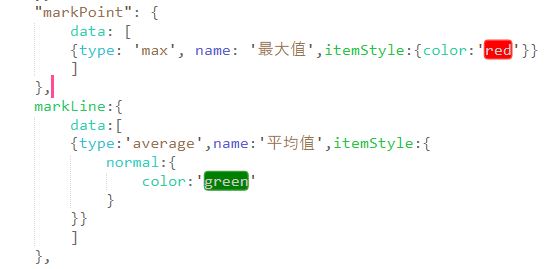 "markPoint": {
data: [
{type: 'max', name: '最大值',itemStyle:{color:'red'}}
]
},
markLine:{
data:[
{type:'average',name:'平均值',itemStyle:{
normal:{
color:'green'
}
}}
]
},